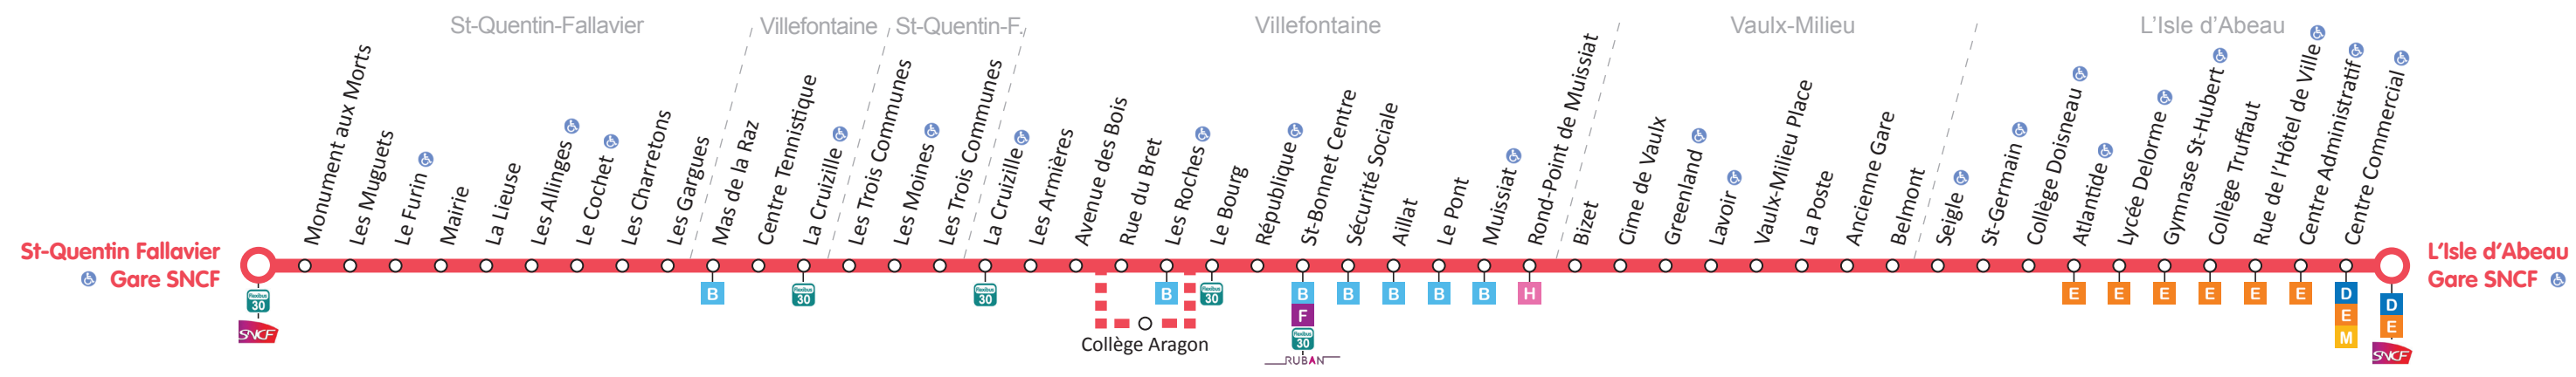 St-Quentin-Fallavier
Villefontaine
St-Quentin-F.
Villefontaine
Vaulx-Milieu
L'Isle d'Abeau
St-Quentin Fallavier
Gare SNCF
Monument aux Morts
Les Muguets
Le Furin
Mairie
La Lieuse
Les Allinges
Le Cochet
Les Charretons
Les Gargues
Mas de la Raz
Centre Tennistique
La Cruizille
Les Trois Communes
Les Moines
Les Trois Communes
La Cruizille
Les Armières
Avenue des Bois
Rue du Bret
Les Roches
Le Bourg
République
St-Bonnet Centre
Sécurité Sociale
Aillat
Le Pont
Muissiat
Rond-Point de Muissiat
Bizet
Cime de Vaulx
Greenland
Lavoir
Vaulx-Milieu Place
La Poste
Ancienne Gare
Belmont
Seigle
St-Germain
Collège Doisneau
Atlantide
Lycée Delorme
Gymnase St-Hubert
Collège Truffaut
Rue de l'Hôtel de Ville
Centre Administratif
Centre Commercial
L'Isle d'Abeau
Gare SNCF
flexibus
30
SNCF
B
flexibus
30
flexibus
30
B
flexibus
30
B
F
flexibus
30
RUBAN
B
B
B
B
H
E
E
E
E
E
E
D
E
M
D
E
SNCF
Collège Aragon